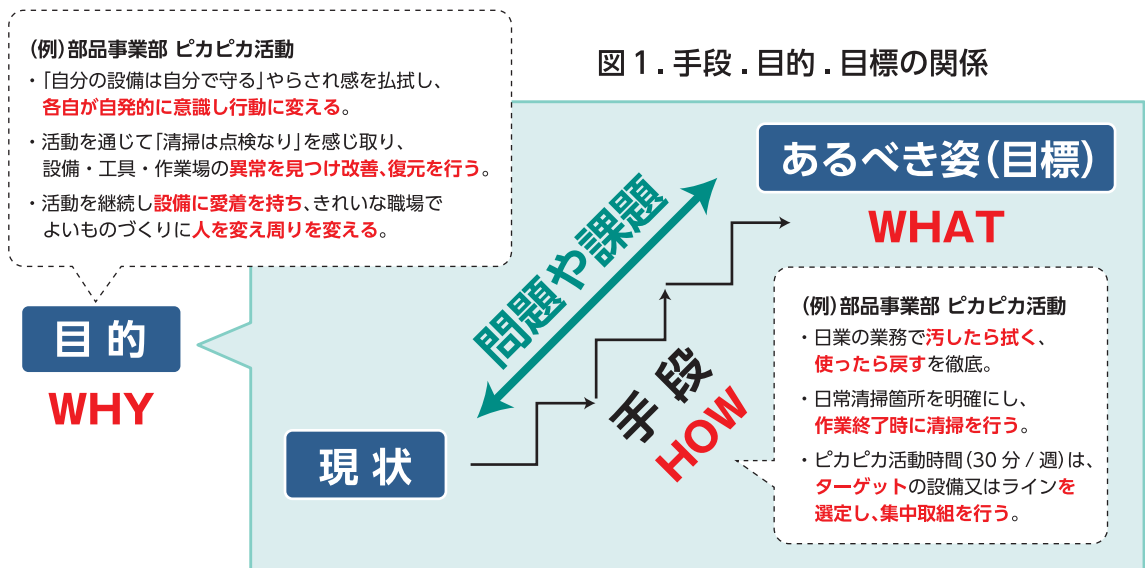 (例)部品事業部 ピカピカ活動
・「自分の設備は自分で守る」やらされ感を払拭し、
各自が自発的に意識し行動に変える。
・活動を通じて「清掃は点検なり」を感じ取り、
設備・工具・作業場の異常を見つけ改善、復元を行う。
・活動を継続し設備に愛着を持ち、きれいな職場で
よいものづくりに人を変え周りを変える。
図1.手段.目的.目標の関係
あるべき姿(目標)
WHAT
問題や課題
目的
WHY
現状
手段
HOW
(例)部品事業部 ピカピカ活動
・日業の業務で汚したら拭く、
使ったら戻すを徹底。
・日常清掃箇所を明確にし、
作業終了時に清掃を行う。
・ピカピカ活動時間(30分/週)は、
ターゲットの設備又はラインを
選定し、集中取組を行う。